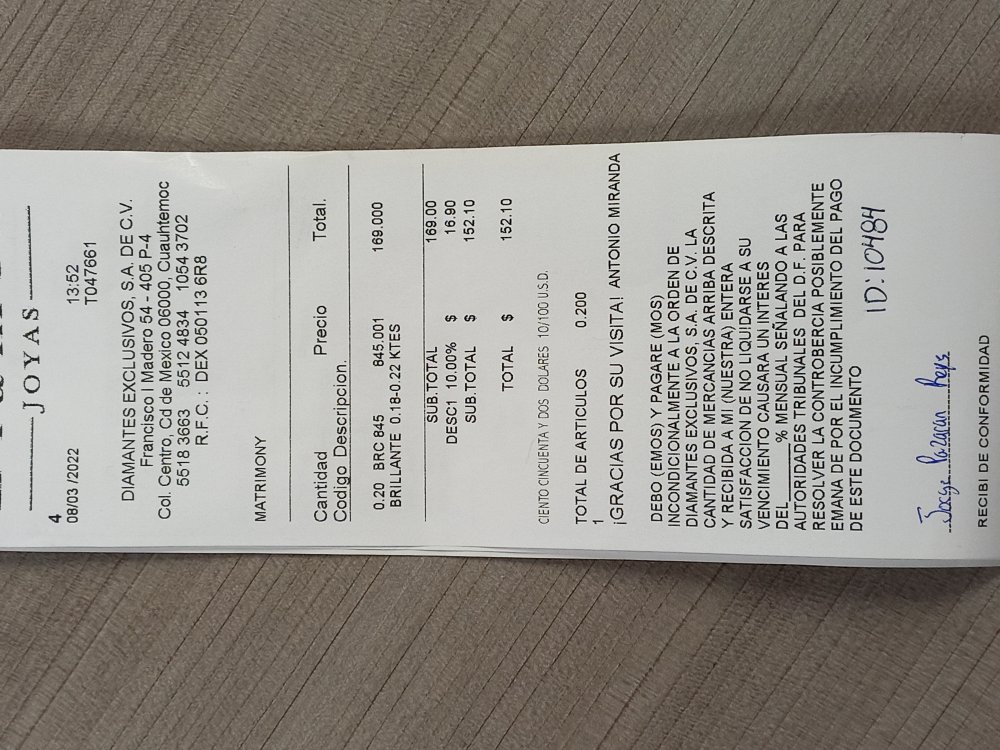 JOYAS
4
08/03/2022 13:52
T047661
DIAMANTES EXCLUSIVOS, S.A. DE C.V.
Francisco I Madero 54 - 405 P-4
Col. Centro, Cd de Mexico 06000, Cuauhtemoc
5518 3663 5512 4834 1054 3702
R.F.C. : DEX 050113 6R8
MATRIMONY
Cantidad Precio Total.
Codigo Descripcion.
0.20 BRC 845 845.001 169.000
BRILLANTE 0.18-0.22 KTES
SUB.TOTAL 169.00
DESC1 10.00% $ 16.90
SUB.TOTAL $ 152.10
TOTAL $ 152.10
CIENTO CINCUENTA Y DOS DOLARES 10/100 U.S.D.
TOTAL DE ARTICULOS 0.200
1
¡GRACIAS POR SU VISITA! ANTONIO MIRANDA
DEBO (EMOS) Y PAGARE (MOS)
INCONDICIONALMENTE A LA ORDEN DE
DIAMANTES EXCLUSIVOS, S.A. DE C.V. LA
CANTIDAD DE MERCANCIAS ARRIBA DESCRITA
Y RECIBIDA A MI (NUESTRA) ENTERA
SATISFACCION DE NO LIQUIDARSE A SU
VENCIMIENTO CAUSARA UN INTERES
DEL_____% MENSUAL SEÑALANDO A LAS
AUTORIDADES TRIBUNALES DEL D.F. PARA
RESOLVER LA CONTROBERCIA POSIBLEMENTE
EMANA DE POR EL INCUMPLIMIENTO DEL PAGO
DE ESTE DOCUMENTO
ID:10484
Jorge
RECIBI DE CONFORMIDAD